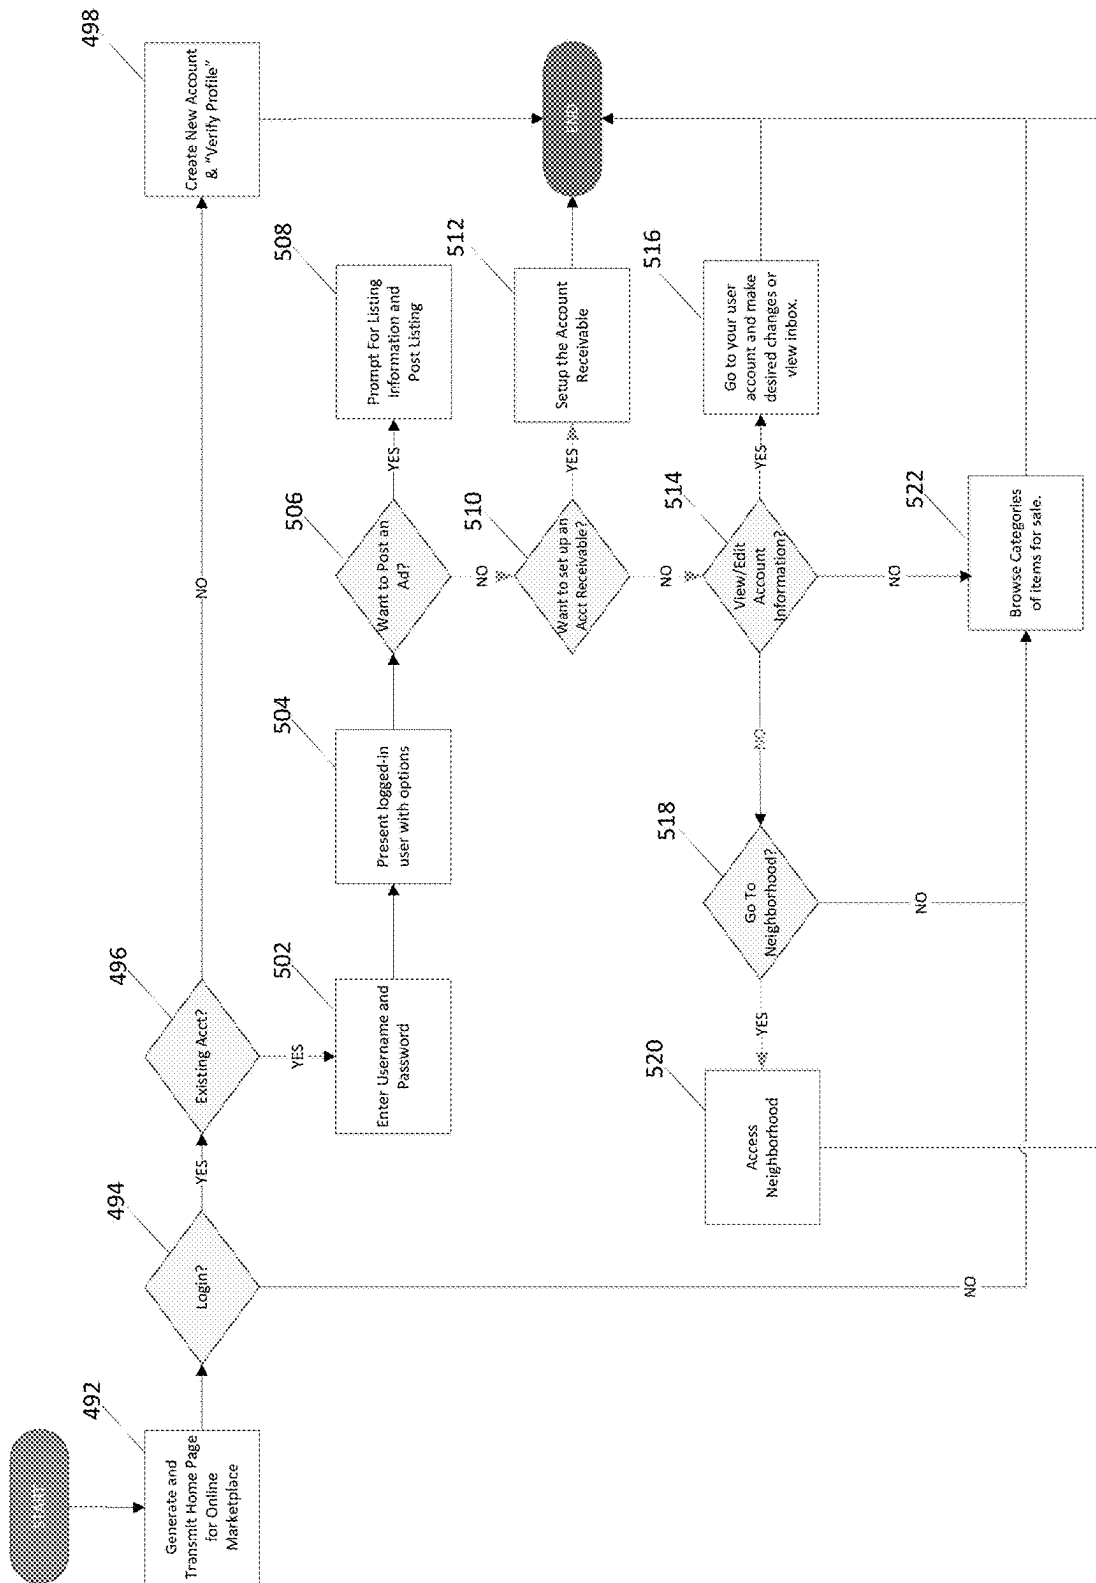 492
Generate and
Transmit Home Page
for Online
Marketplace
494
Login?
YES
NO
496
Existing Acct?
YES
NO
498
Create New Account
& "Verify Profile"
502
Enter Username and
Password
504
Present logged-in
user with options
506
Want to Post an
Ad?
YES
NO
508
Prompt For Listing
Information and
Post Listing
510
Want to set up an
Acct Receivable?
YES
NO
512
Setup the Account
Receivable
END
514
View/Edit
Account
Information?
YES
NO
NO
516
Go to your user
account and make
desired changes or
view inbox.
518
Go To
Neighborhood?
YES
NO
520
Access
Neighborhood
522
Browse Categories
of items for sale.